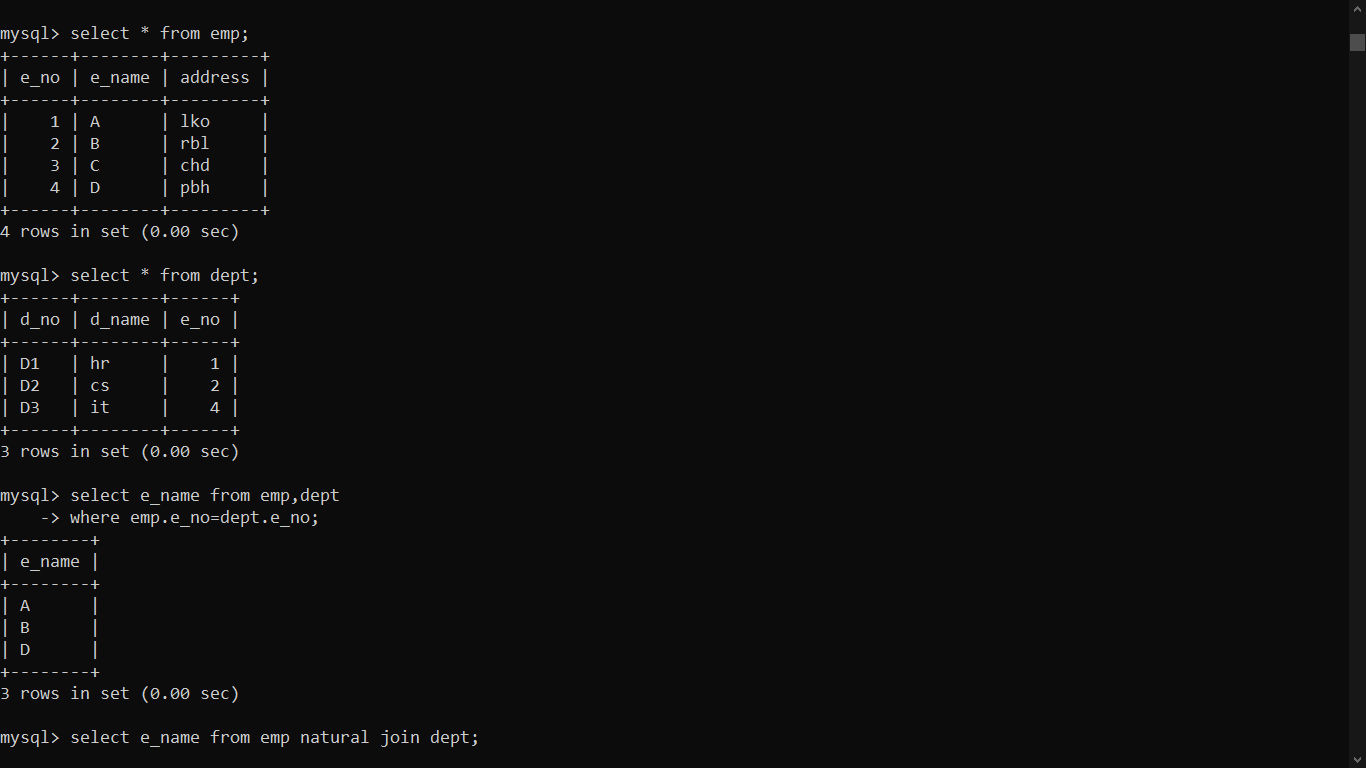 mysql> select * from emp;
+------+--------+---------+
| e_no | e_name | address |
+------+--------+---------+
|    1 | A      | lko     |
|    2 | B      | rbl     |
|    3 | C      | chd     |
|    4 | D      | pbh     |
+------+--------+---------+
4 rows in set (0.00 sec)

mysql> select * from dept;
+------+--------+------+
| d_no | d_name | e_no |
+------+--------+------+
| D1   | hr     |    1 |
| D2   | cs     |    2 |
| D3   | it     |    4 |
+------+--------+------+
3 rows in set (0.00 sec)

mysql> select e_name from emp,dept
    -> where emp.e_no=dept.e_no;
+--------+
| e_name |
+--------+
| A      |
| B      |
| D      |
+--------+
3 rows in set (0.00 sec)

mysql> select e_name from emp natural join dept;